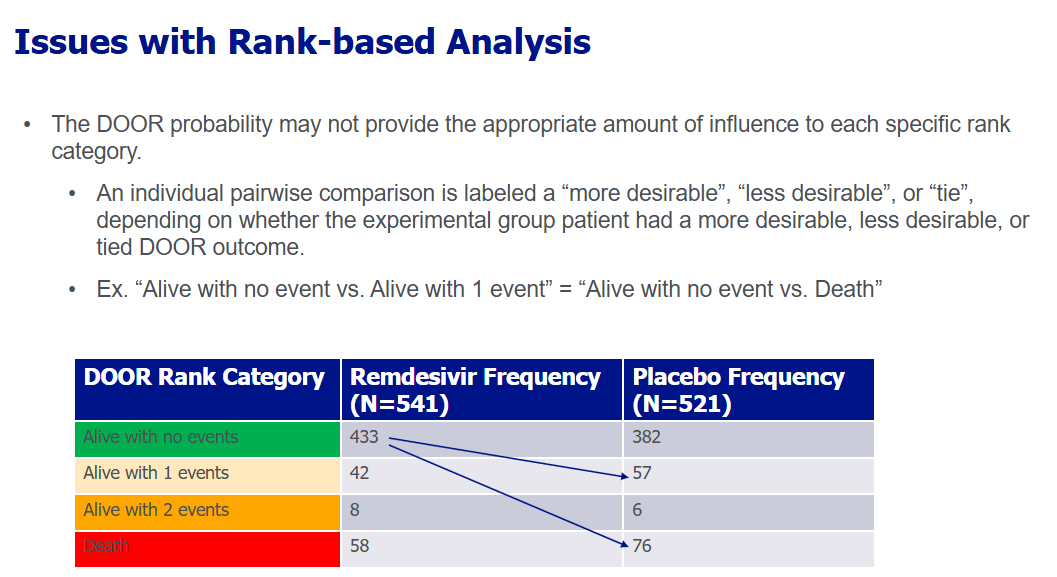 Issues with Rank-based Analysis
• The DOOR probability may not provide the appropriate amount of influence to each specific rank
category.
• An individual pairwise comparison is labeled a “more desirable”, “less desirable”, or “tie”,
depending on whether the experimental group patient had a more desirable, less desirable, or
tied DOOR outcome.
• Ex. “Alive with no event vs. Alive with 1 event” = “Alive with no event vs. Death”
DOOR Rank Category Remdesivir Frequency Placebo Frequency
(N=541) (N=521)
Alive with no events 433 382
Alive with 1 events 42 57
Alive with 2 events 8 6
Death 58 76